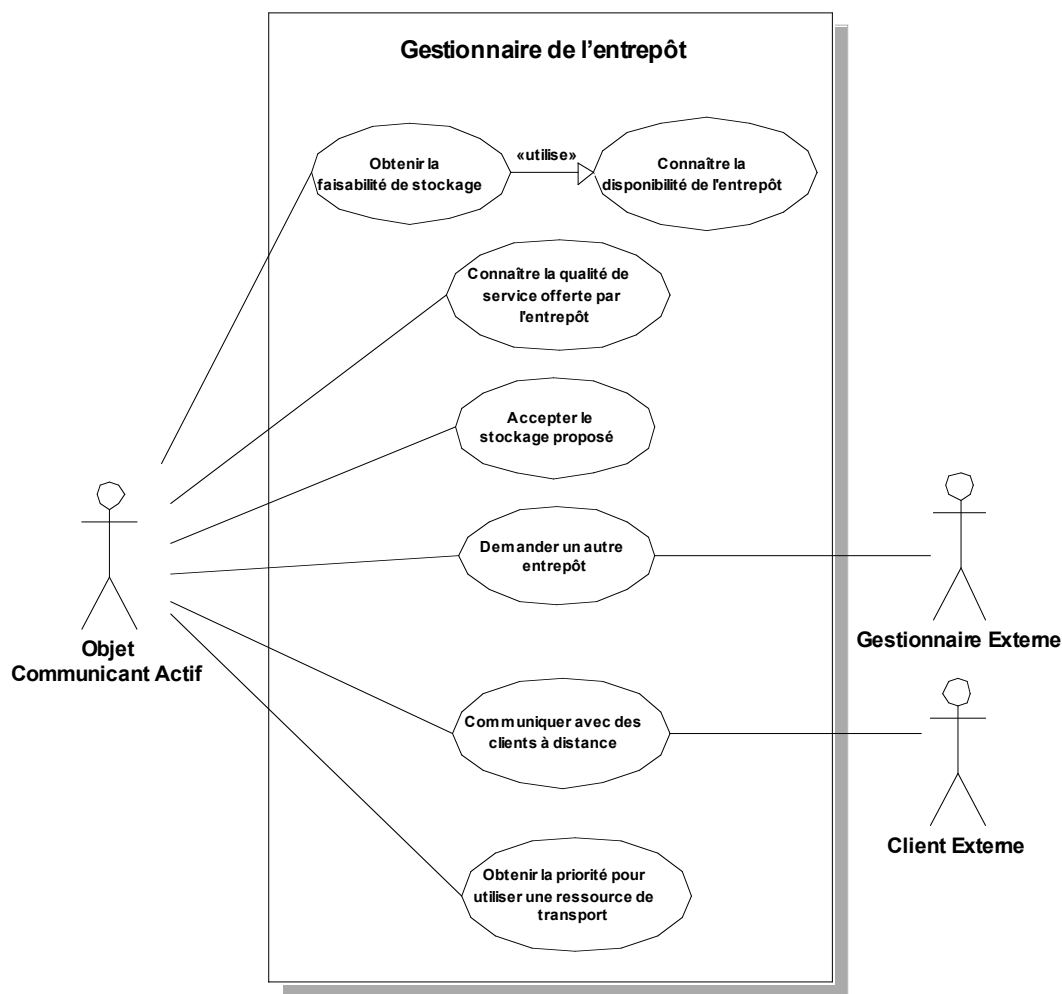 Gestionnaire de l'entrepôt
Obtenir la
faisabilité de stockage
«utilise»
Connaître la
disponibilité de l'entrepôt
Connaître la qualité de
service offerte par
l'entrepôt
Accepter le
stockage proposé
Demander un autre
entrepôt
Objet
Communicant Actif
Gestionnaire Externe
Communiquer avec des
clients à distance
Client Externe
Obtenir la priorité pour
utiliser une ressource de
transport